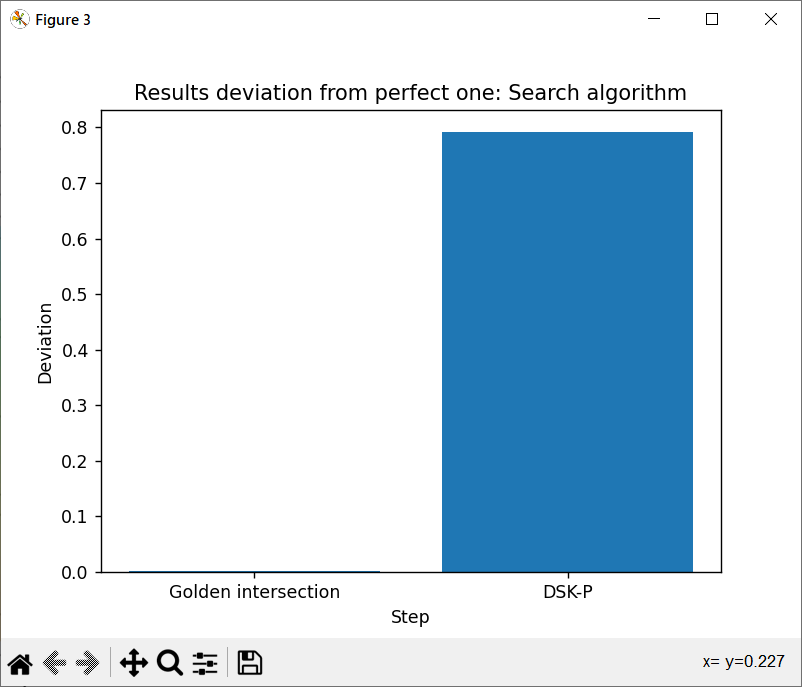 Figure 3
Results deviation from perfect one: Search algorithm
0.8
0.7
0.6
0.5
0.4
0.3
0.2
0.1
0.0
Deviation
Golden intersection DSK-P
Step
x= y=0.227